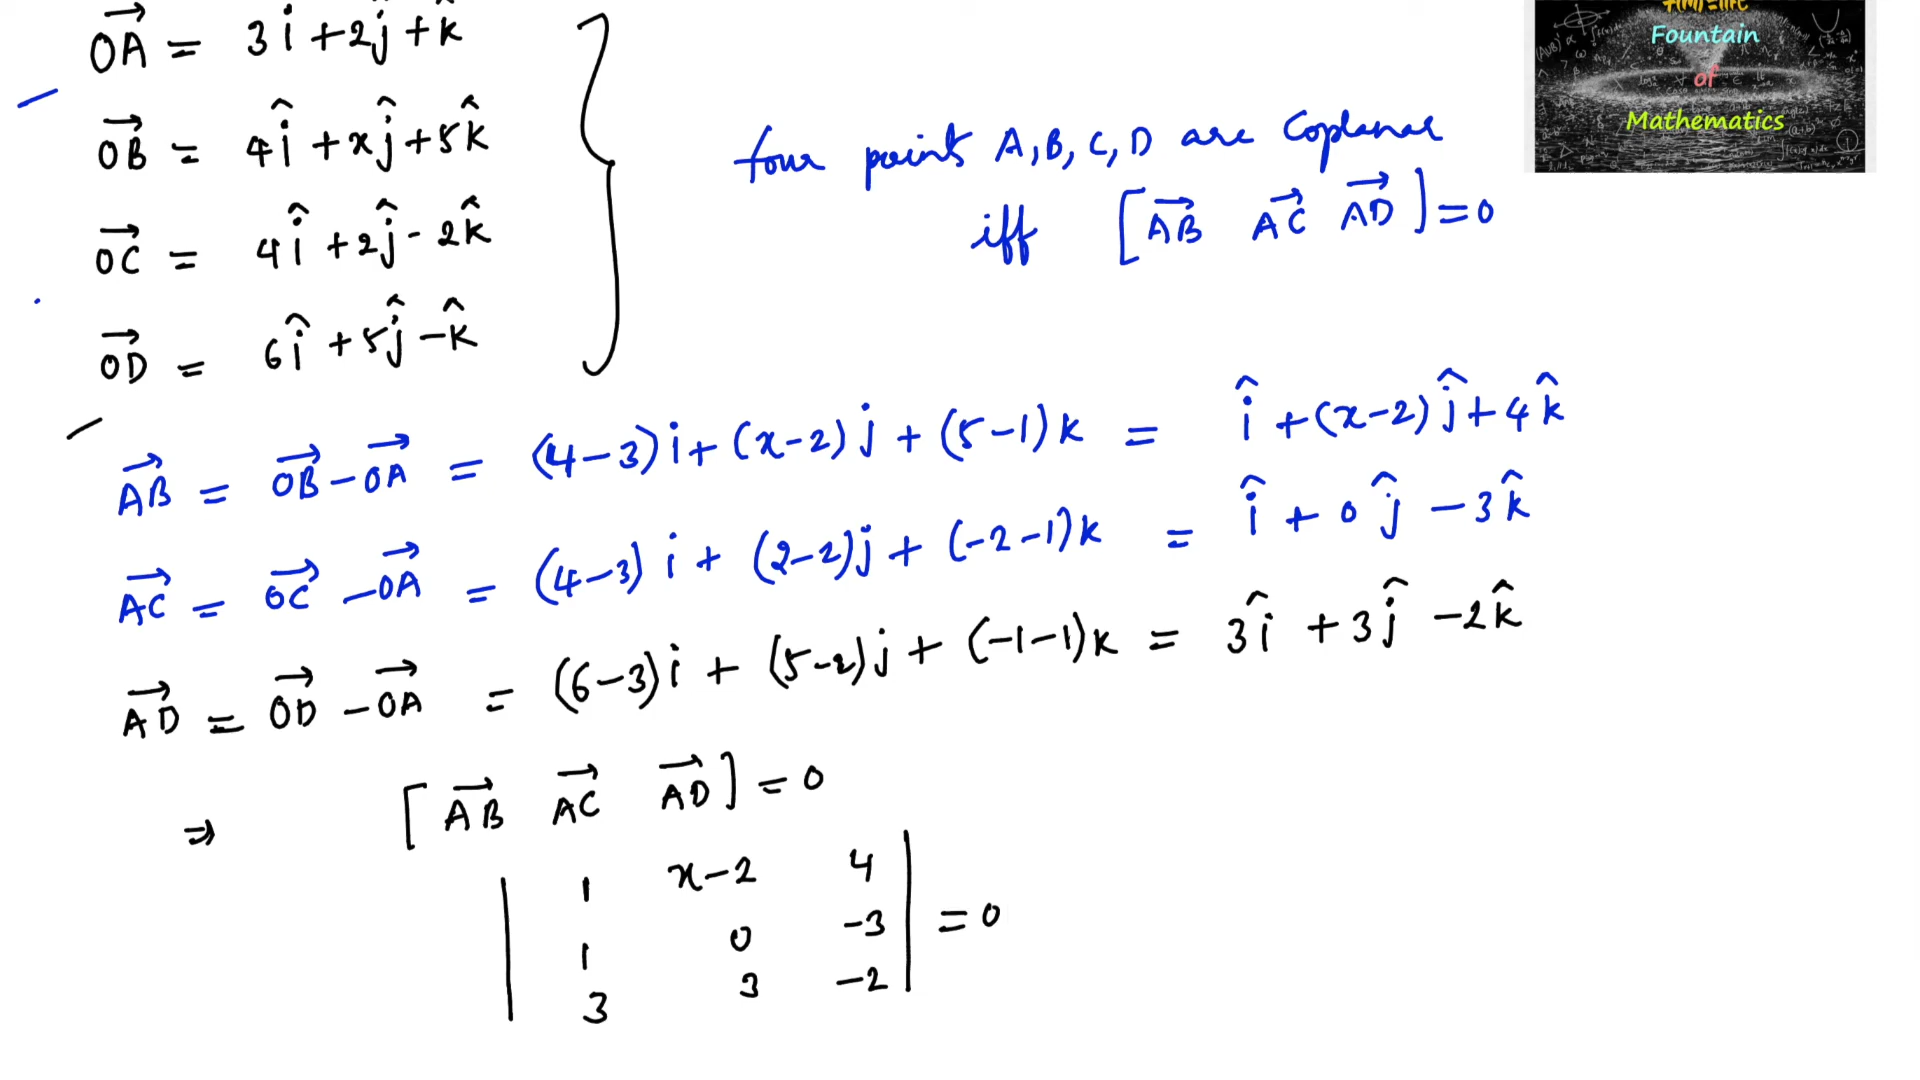 OA = 3i + 2j + k
OB = 4î + xĵ + 5k̂
OC = 4î + 2ĵ - 2k̂
OD = 6î + 5ĵ - k̂
four point A, B, C, D are Coplanar
iff [AB AC AD] = 0
AB = OB - OA = (4-3)i + (x-2)j + (5-1)k = î + (x-2)ĵ + 4k̂
AC = OC - OA = (4-3)i + (2-2)j + (-2-1)k = î + 0ĵ - 3k̂
AD = OD - OA = (6-3)i + (5-2)j + (-1-1)k = 3î + 3ĵ - 2k̂
⇒ [AB AC AD] = 0
| 1 x-2 4 |
| 1 0 -3 | = 0
| 3 3 -2 |
Fountain
of
Mathematics